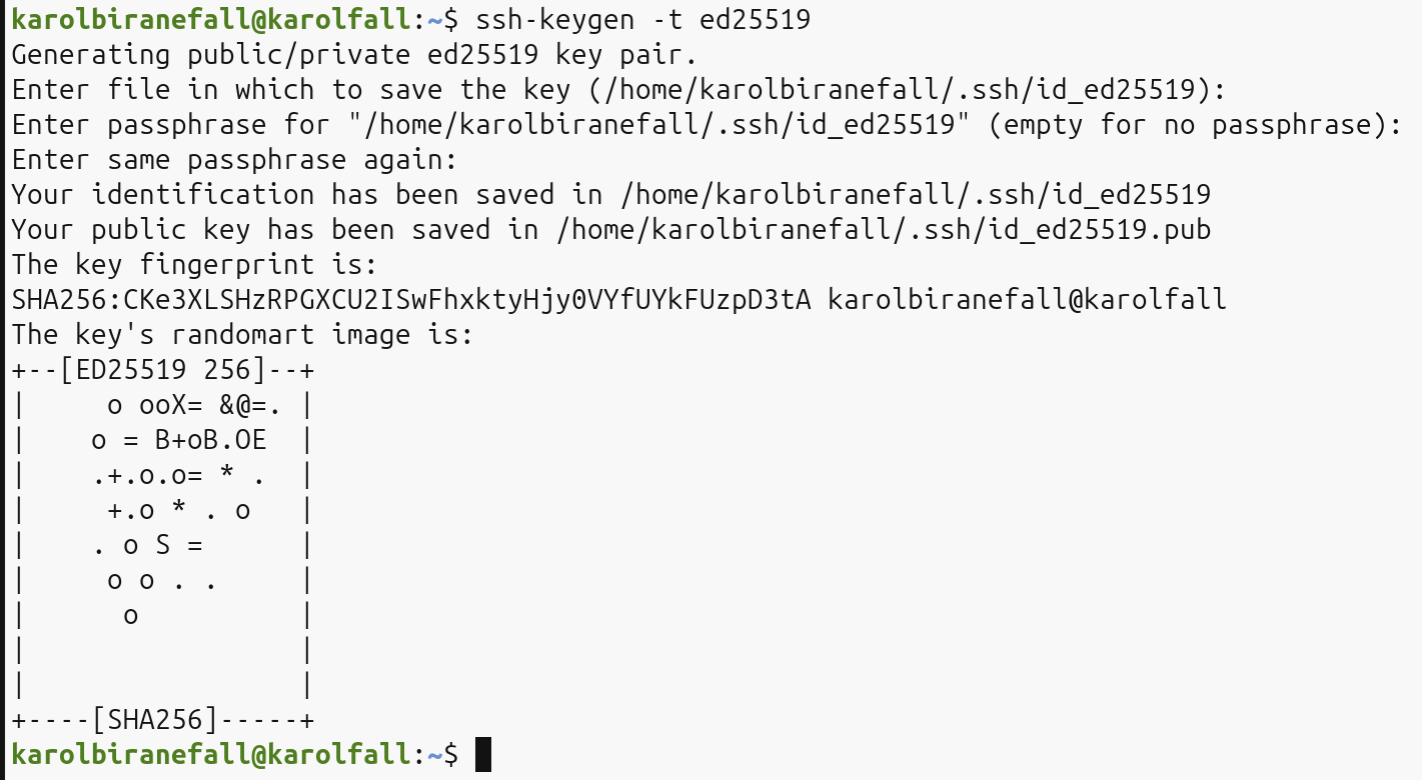 karolbiranefall@karolfall:~$ ssh-keygen -t ed25519
Generating public/private ed25519 key pair.
Enter file in which to save the key (/home/karolbiranefall/.ssh/id_ed25519):
Enter passphrase for "/home/karolbiranefall/.ssh/id_ed25519" (empty for no passphrase):
Enter same passphrase again:
Your identification has been saved in /home/karolbiranefall/.ssh/id_ed25519
Your public key has been saved in /home/karolbiranefall/.ssh/id_ed25519.pub
The key fingerprint is:
SHA256:CKe3XLSHzRPGXCU2ISwFhxktyHjy0VYfUYkFUzpD3tA karolbiranefall@karolfall
The key's randomart image is:
+--[ED25519 256]--+
|     o ooX= &@=. |
|    o = B+oB.OE  |
|    .+.o.o= * .  |
|     +.o * . o   |
|    . o S =      |
|     o o . .     |
|      o          |
|                 |
|                 |
+----[SHA256]-----+
karolbiranefall@karolfall:~$